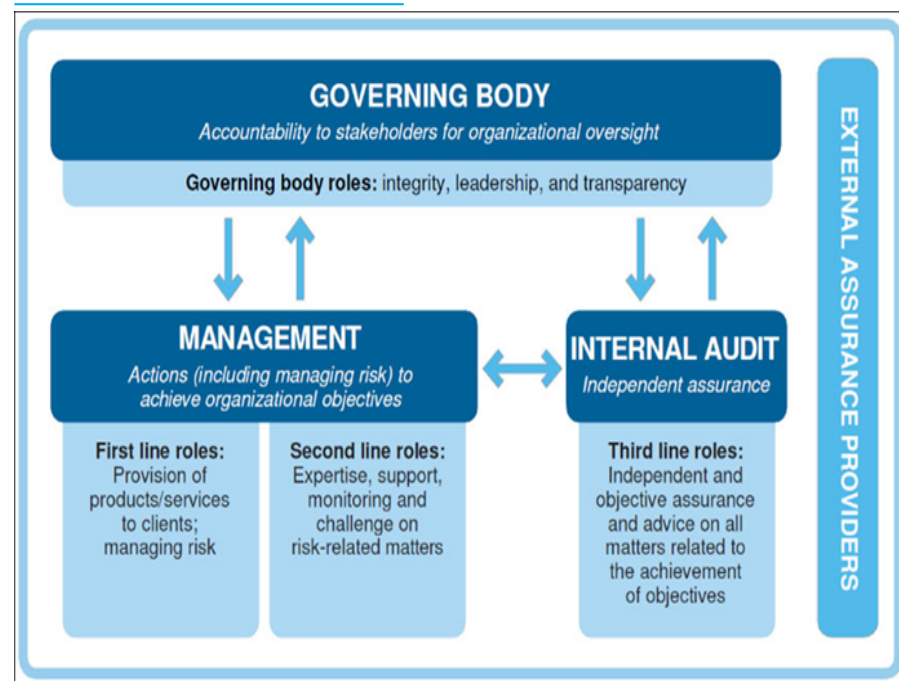 GOVERNING BODY
Accountability to stakeholders for organizational oversight
Governing body roles: integrity, leadership, and transparency
MANAGEMENT
Actions (including managing risk) to
achieve organizational objectives
First line roles:
Provision of
products/services
to clients;
managing risk
Second line roles:
Expertise, support,
monitoring and
challenge on
risk-related matters
INTERNAL AUDIT
Independent assurance
Third line roles:
Independent and
objective assurance
and advice on all
matters related to
the achievement
of objectives
EXTERNAL ASSURANCE PROVIDERS